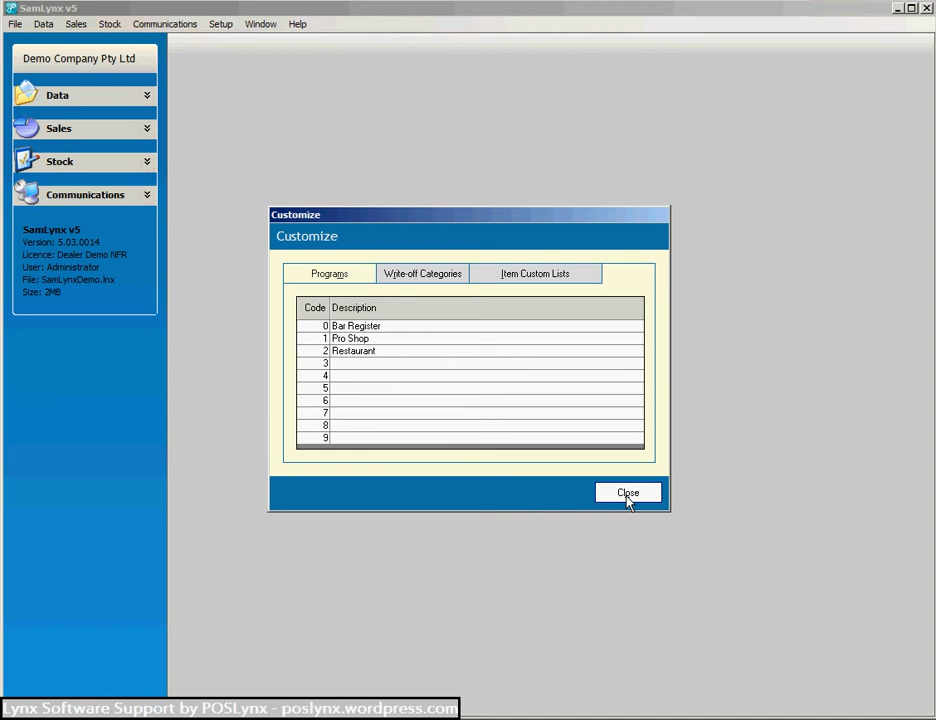 SamLynx v5
File Data Sales Stock Communications Setup Window Help
Demo Company Pty Ltd
Data
Sales
Stock
Communications
SamLynx v5
Version: 5.03.0014
Licence: Dealer Demo NFR
User: Administrator
File: SamLynxDemo.lnx
Size: 2MB
Customize
Customize
Programs Write-off Categories Item Custom Lists
Code Description
0 Bar Register
1 Pro Shop
2 Restaurant
3
4
5
6
7
8
9
Close
Lynx Software Support by POSLynx - poslynx.wordpress.com